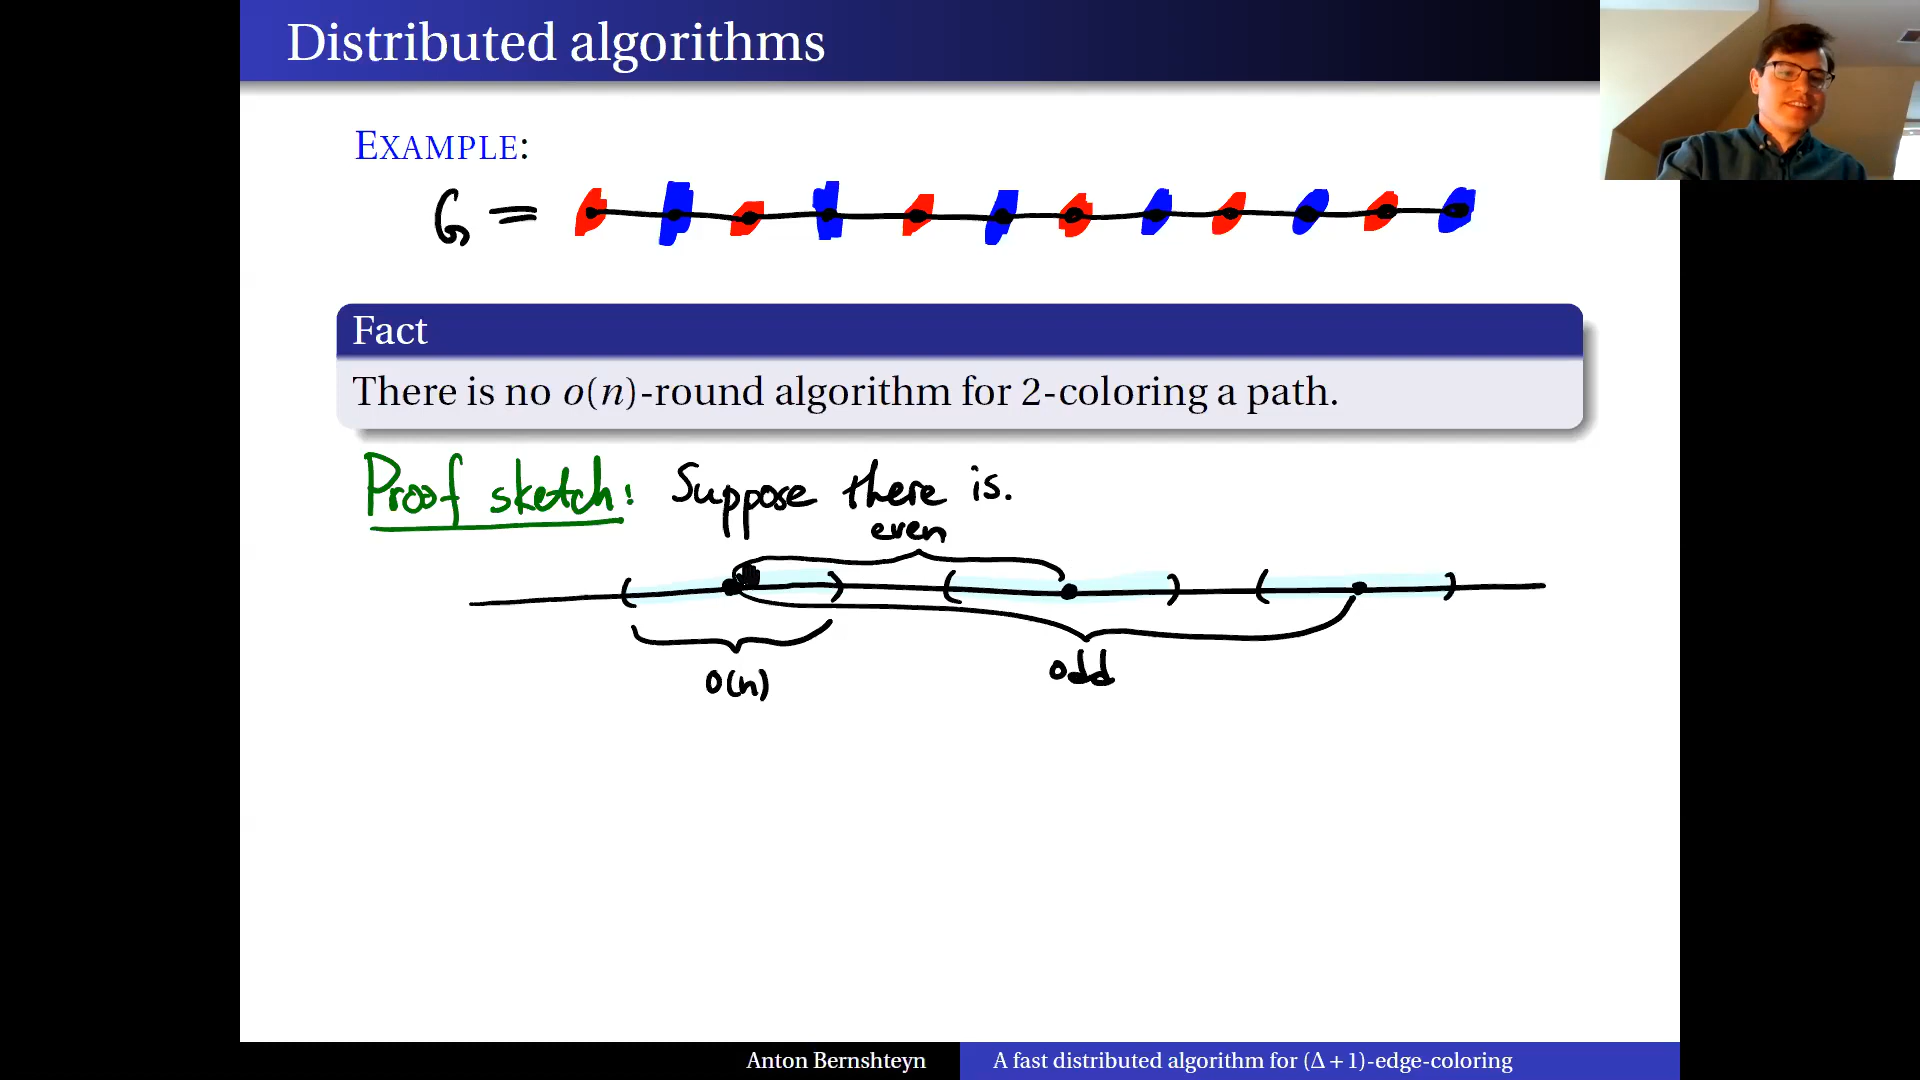 Distributed algorithms
EXAMPLE:
G =
Fact
There is no o(n)-round algorithm for 2-coloring a path.
Proof sketch: Suppose there is.
even
o(n)
odd
Anton Bernshteyn
A fast distributed algorithm for (Δ + 1)-edge-coloring